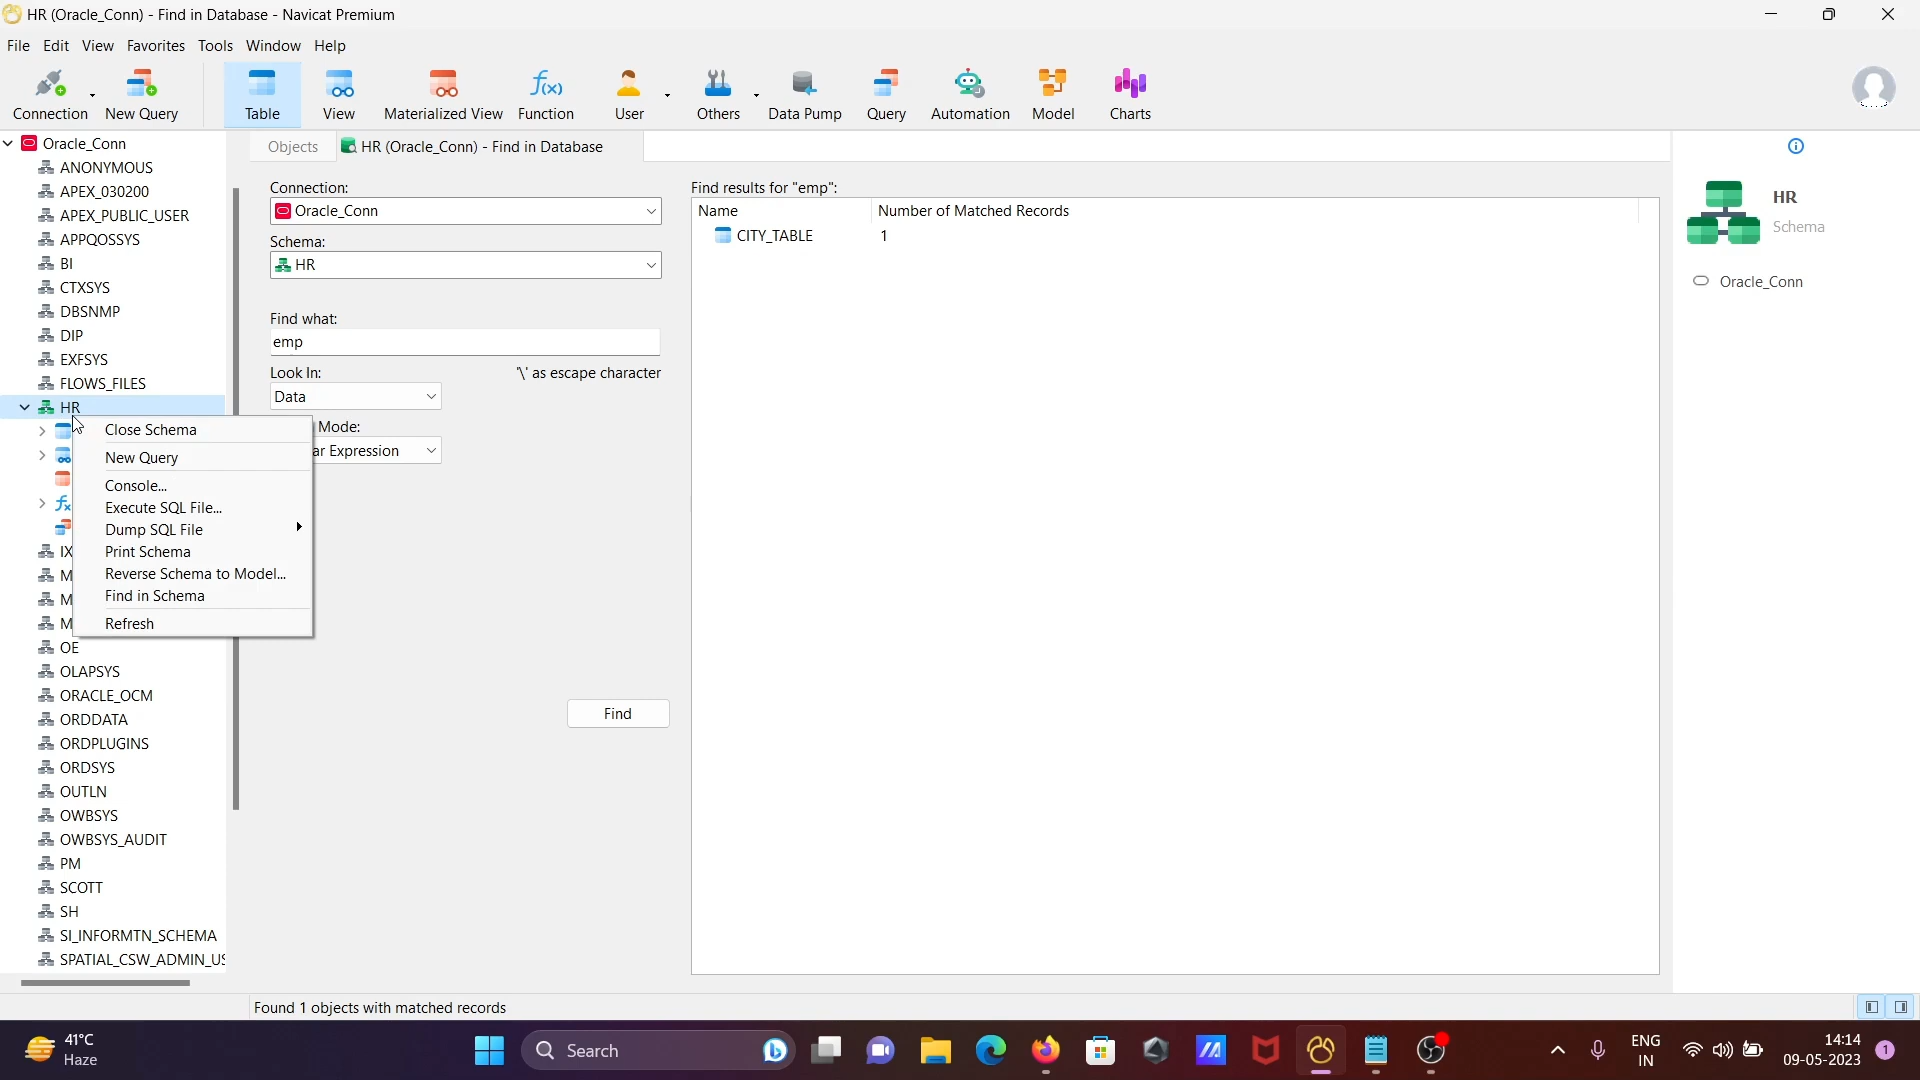 HR (Oracle_Conn) - Find in Database - Navicat Premium
File Edit View Favorites Tools Window Help
Connection New Query Table View Materialized View Function User Others Data Pump Query Automation Model Charts
Oracle_Conn
ANONYMOUS
APEX_030200
APEX_PUBLIC_USER
APPQOSSYS
BI
CTXSYS
DBSNMP
DIP
EXFSYS
FLOWS_FILES
HR
IX
M
M
M
OE
OLAPSYS
ORACLE_OCM
ORDDATA
ORDPLUGINS
ORDSYS
OUTLN
OWBSYS
OWBSYS_AUDIT
PM
SCOTT
SH
SI_INFORMTN_SCHEMA
SPATIAL_CSW_ADMIN_US
Close Schema
New Query
Console...
Execute SQL File...
Dump SQL File
Print Schema
Reverse Schema to Model...
Find in Schema
Refresh
Objects HR (Oracle_Conn) - Find in Database
Connection:
Oracle_Conn
Schema:
HR
Find what:
emp
Look In: '\' as escape character
Data
Mode:
ar Expression
Find
Find results for "emp":
Name Number of Matched Records
CITY_TABLE 1
HR
Schema
Oracle_Conn
Found 1 objects with matched records
41°C
Haze
Search
ENG
IN
14:14
09-05-2023
1